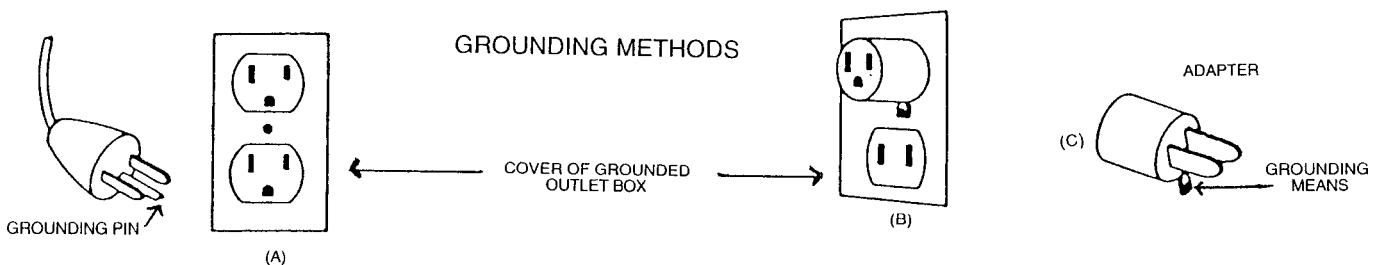 GROUNDING METHODS
ADAPTER
(C)
COVER OF GROUNDED
OUTLET BOX
GROUNDING
MEANS
GROUNDING PIN
(B)
(A)